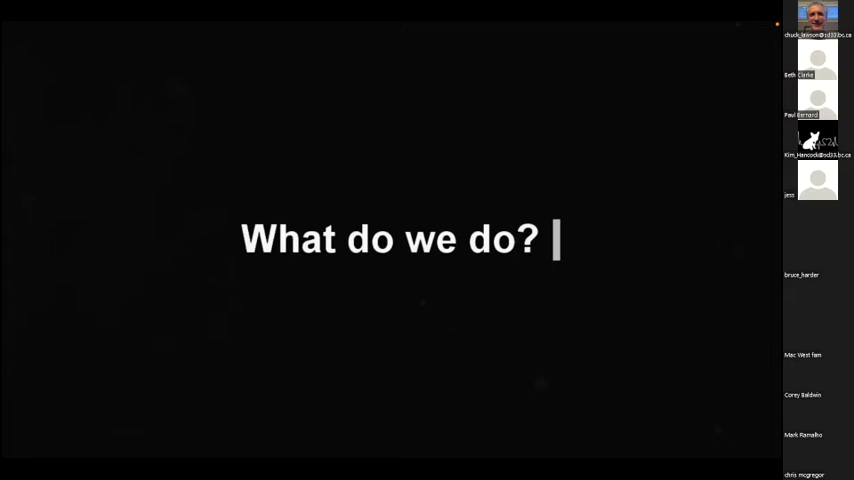 What do we do?
chuck_lawson@sd33.bc.ca
Beth Clarke
Paul Bernard
Kim_Hancock@sd33.bc.ca
jess
bruce_harder
Mac West fam
Corey Baldwin
Mark Ramalho
chris mcgregor